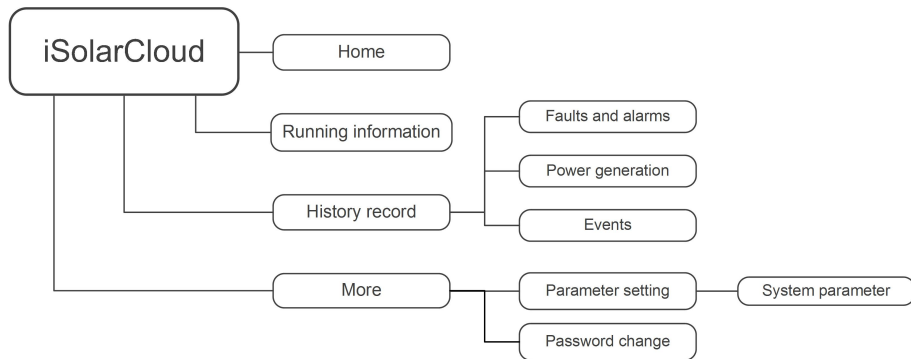 iSolarCloud
Home
Running information
History record
Faults and alarms
Power generation
Events
More
Parameter setting
System parameter
Password change